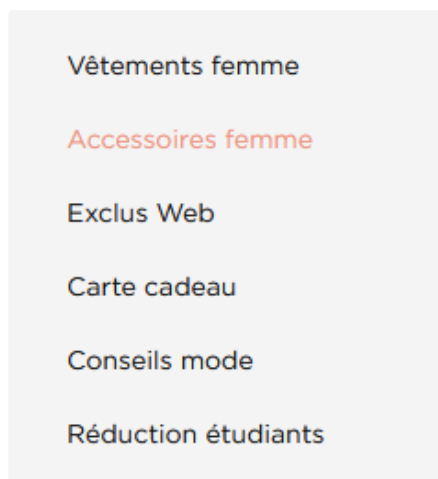 Vêtements femme
Accessoires femme
Exclus Web
Carte cadeau
Conseils mode
Réduction étudiants